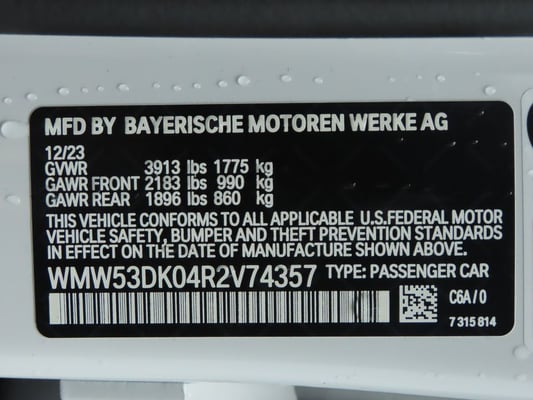 MFD BY BAYERISCHE MOTOREN WERKE AG
12/23
GVWR 3913 lbs 1775 kg
GAWR FRONT 2183 lbs 990 kg
GAWR REAR 1896 lbs 860 kg
THIS VEHICLE CONFORMS TO ALL APPLICABLE U.S.FEDERAL MOTOR
VEHICLE SAFETY, BUMPER AND THEFT PREVENTION STANDARDS
IN EFFECT ON THE DATE OF MANUFACTURE SHOWN ABOVE.
WMW53DK04R2V74357 TYPE: PASSENGER CAR
C6A/0
7 315 814